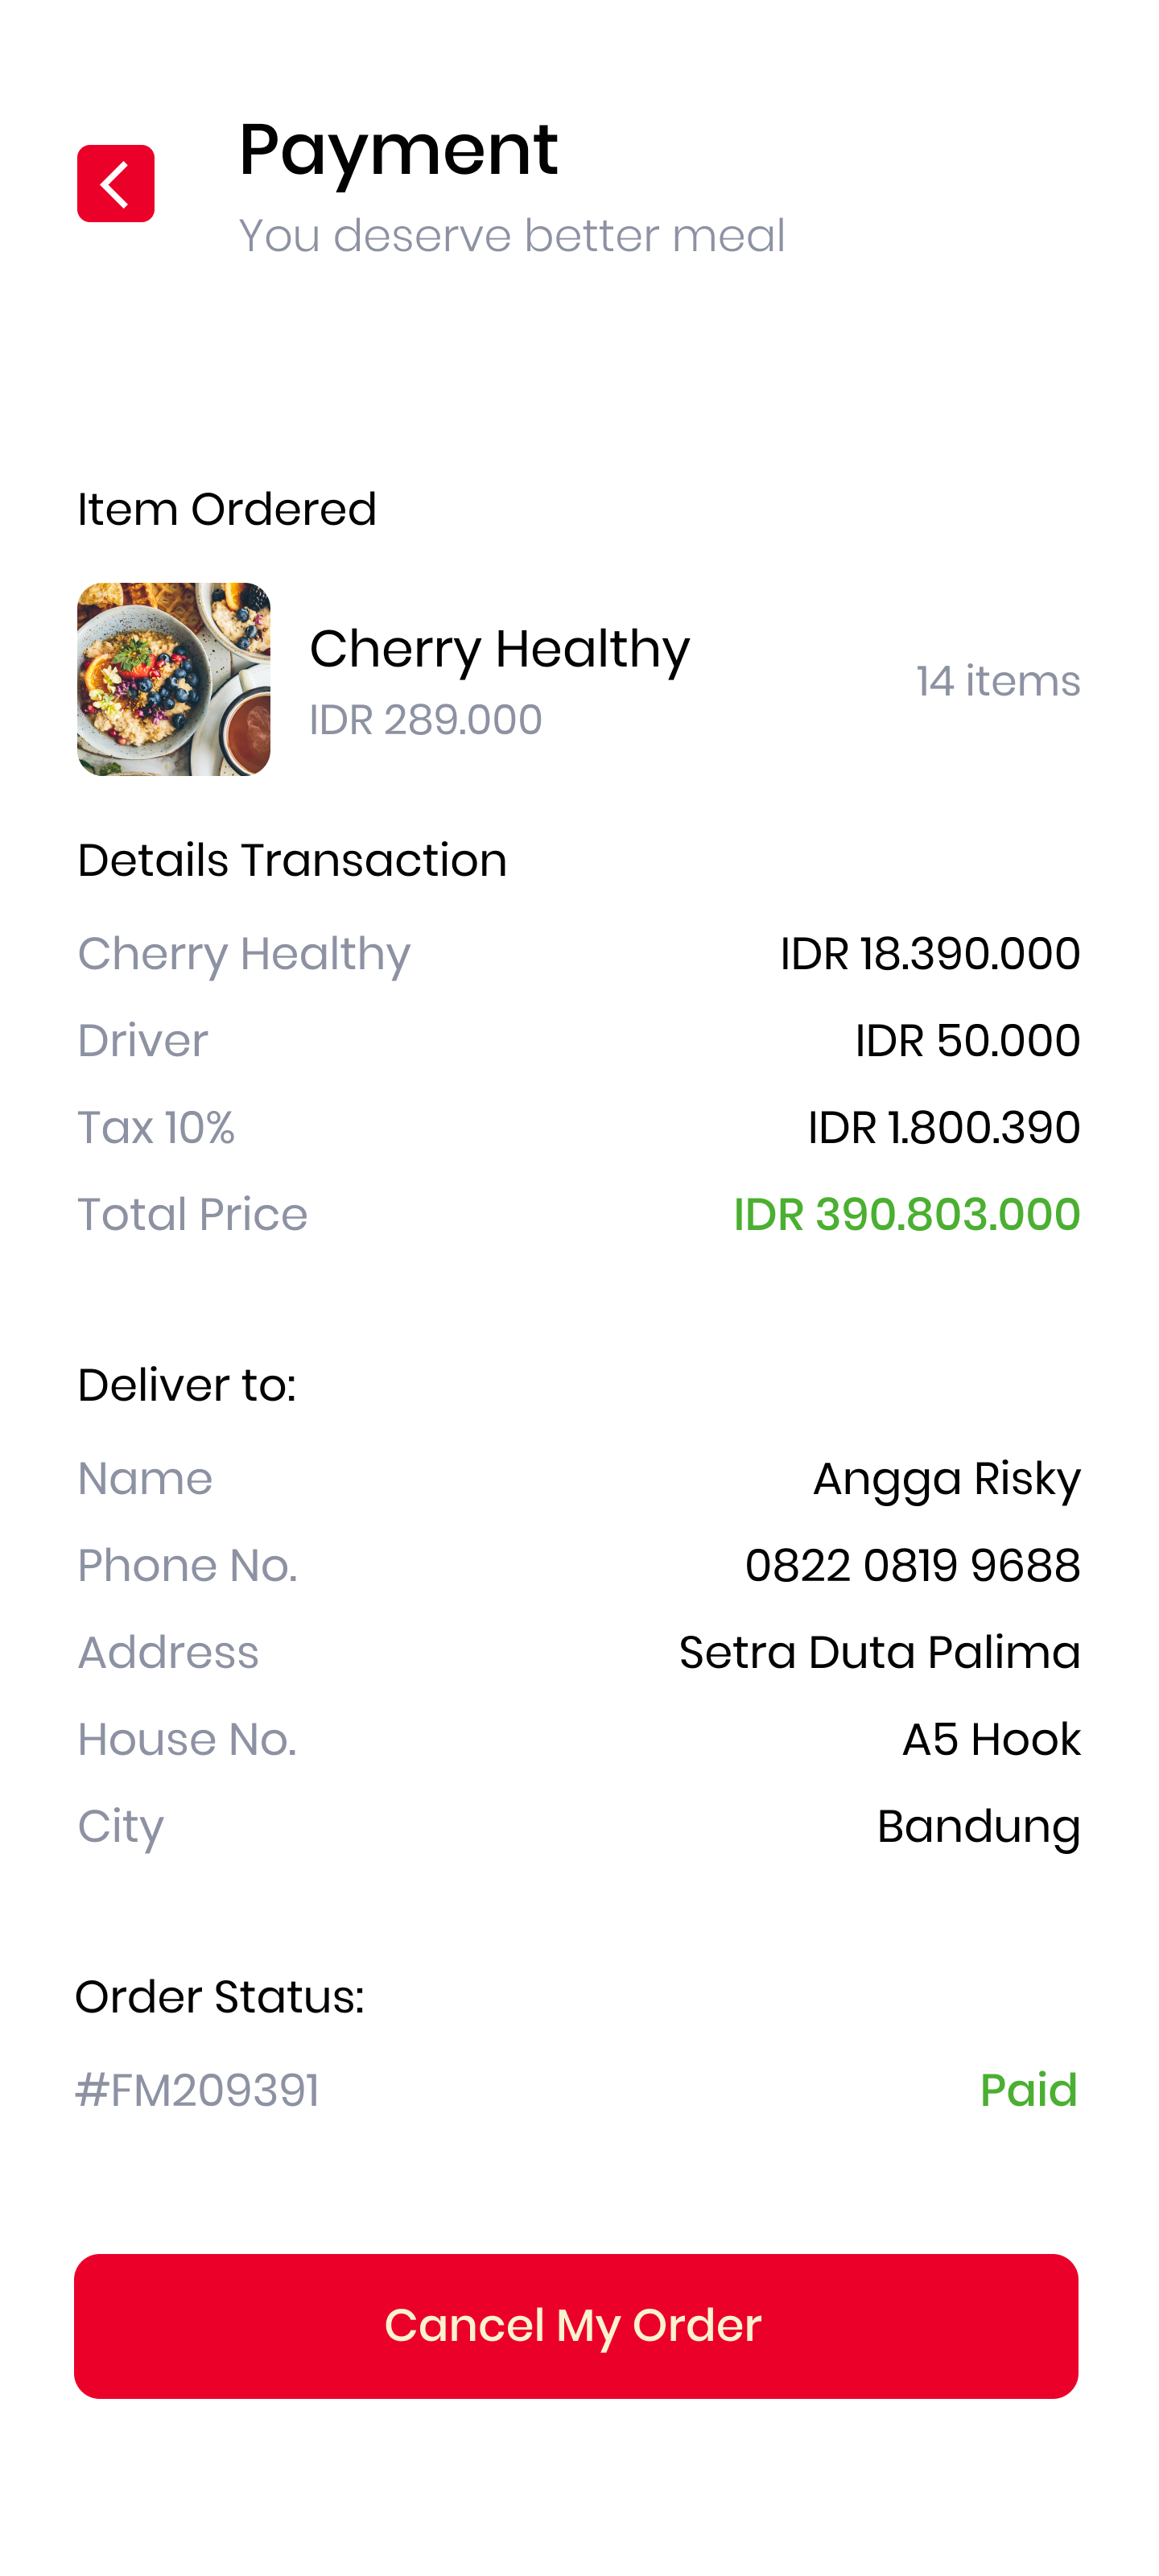 Payment
You deserve better meal
Item Ordered
Cherry Healthy
IDR 289.000
14 items
Details Transaction
Cherry Healthy IDR 18.390.000
Driver IDR 50.000
Tax 10% IDR 1.800.390
Total Price IDR 390.803.000
Deliver to:
Name Angga Risky
Phone No. 0822 0819 9688
Address Setra Duta Palima
House No. A5 Hook
City Bandung
Order Status:
#FM209391 Paid
Cancel My Order